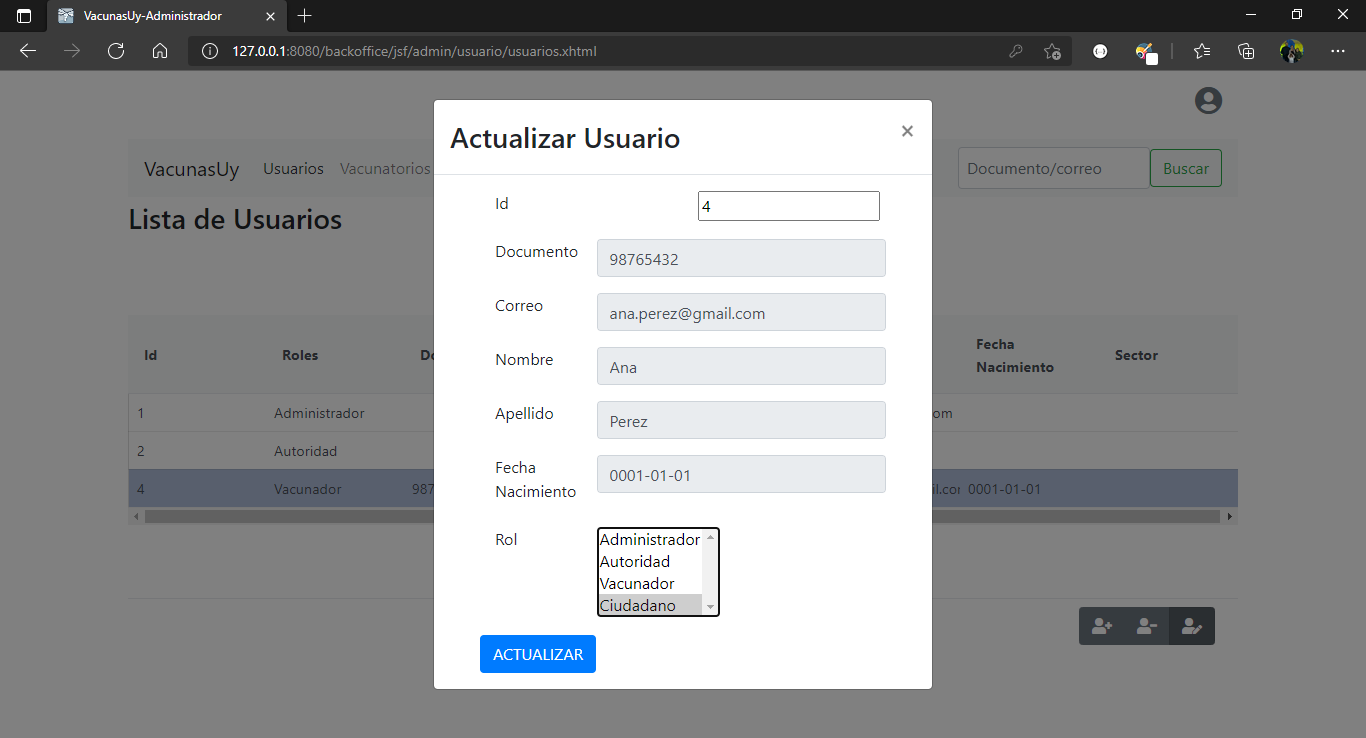 VacunasUy-Administrador
127.0.0.1:8080/backoffice/jsf/admin/usuario/usuarios.xhtml
VacunasUy Usuarios Vacunatorios
Documento/correo Buscar
Lista de Usuarios
Id Roles Do Fecha Nacimiento Sector
1 Administrador om
2 Autoridad
4 Vacunador 987 il.cor 0001-01-01
Actualizar Usuario ×
Id 4
Documento 98765432
Correo ana.perez@gmail.com
Nombre Ana
Apellido Perez
Fecha
Nacimiento 0001-01-01
Rol Administrador
Autoridad
Vacunador
Ciudadano
ACTUALIZAR